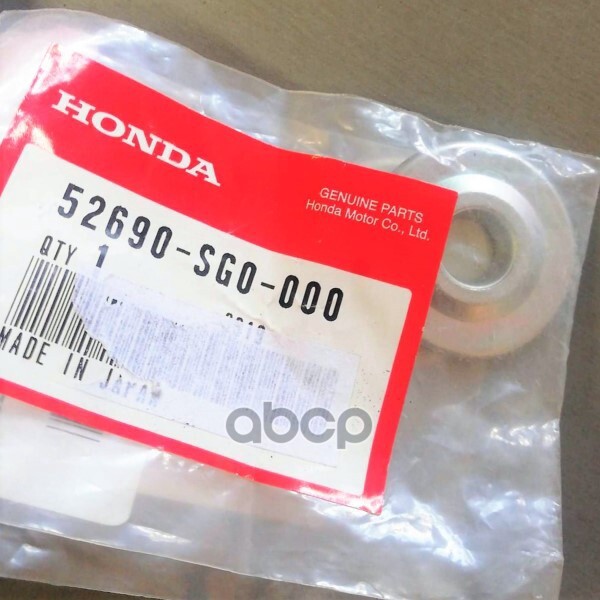 HONDA
GENUINE PARTS
Honda Motor Co., Ltd.
52690-SG0-000
QTY 1
MADE IN JAPAN
abcp